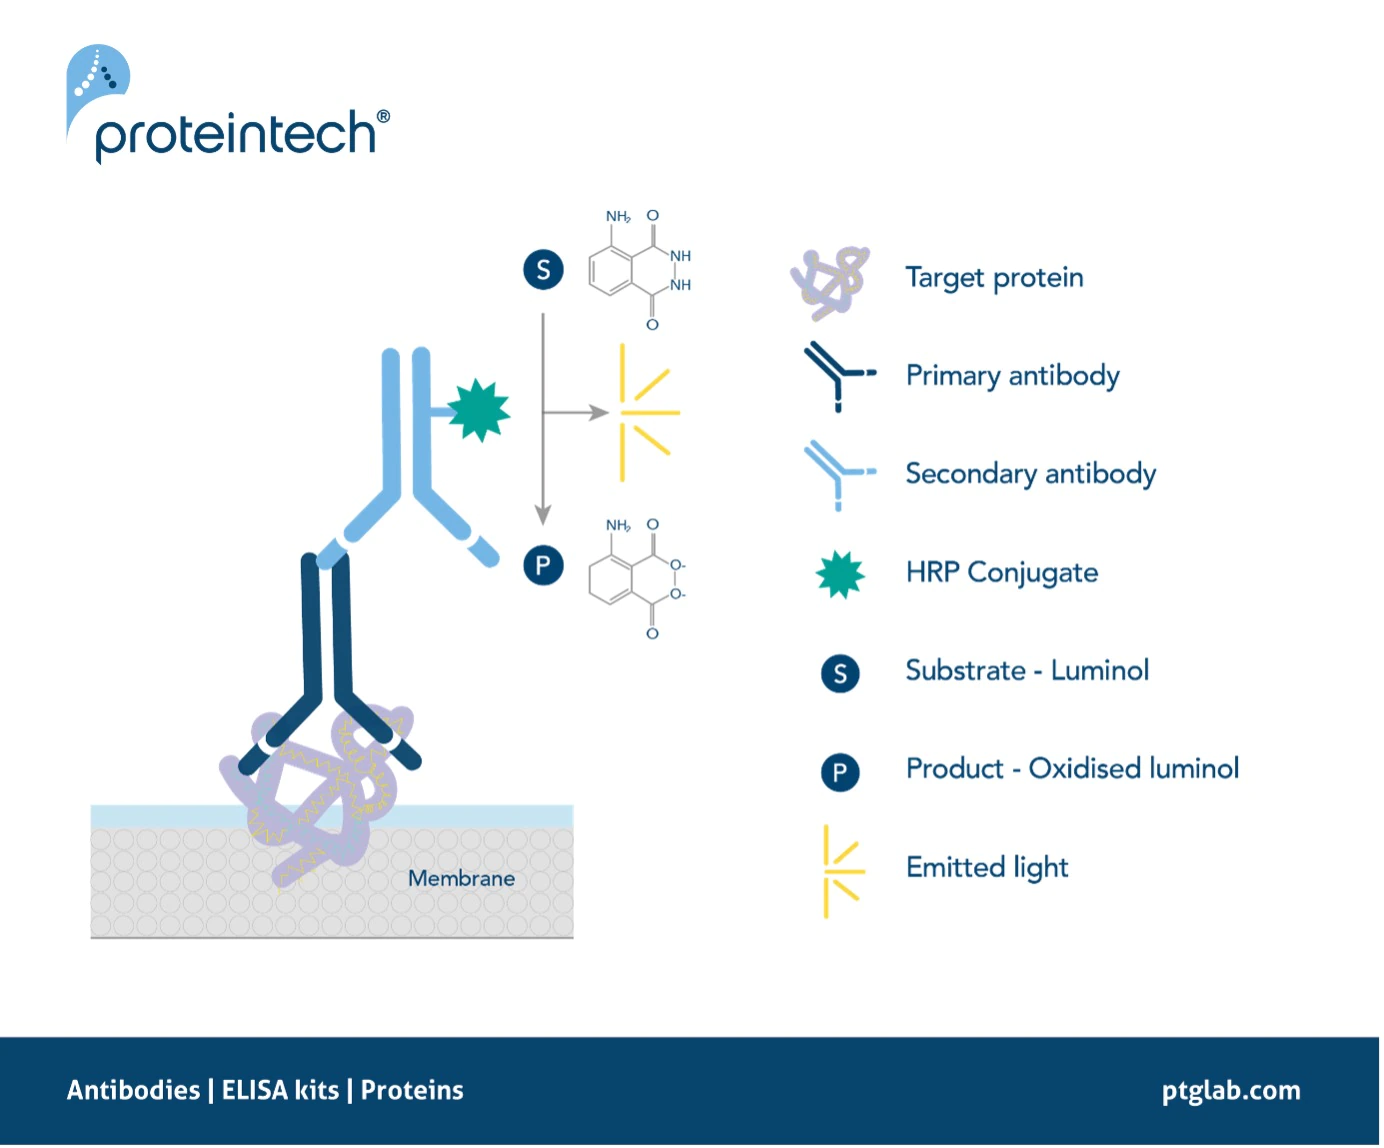 proteintech®
NH₂ O
S
NH
NH
O
NH₂ O
P
O-
O-
O
Membrane
Target protein
Primary antibody
Secondary antibody
HRP Conjugate
S Substrate - Luminol
P Product - Oxidised luminol
Emitted light
Antibodies | ELISA kits | Proteins
ptglab.com